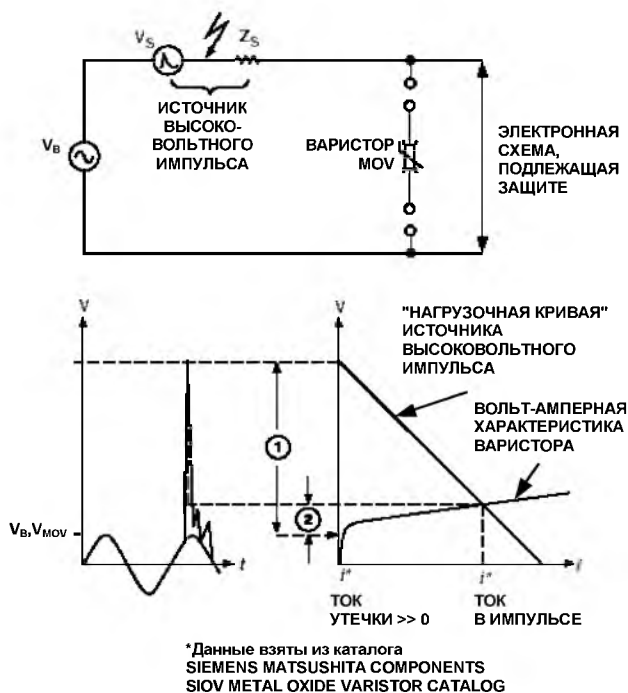 V_S
Z_S
ИСТОЧНИК
ВЫСОКО-
ВОЛЬТНОГО
ИМПУЛЬСА
V_B
ВАРИСТОР
MOV
ЭЛЕКТРОННАЯ
СХЕМА,
ПОДЛЕЖАЩАЯ
ЗАЩИТЕ
V
V
"НАГРУЗОЧНАЯ КРИВАЯ"
ИСТОЧНИКА
ВЫСОКОВОЛЬТНОГО
ИМПУЛЬСА
ВОЛЬТ-АМПЕРНАЯ
ХАРАКТЕРИСТИКА
ВАРИСТОРА
1
2
V_B,V_MOV
t
i*
i*
i
ТОК
УТЕЧКИ >> 0
ТОК
В ИМПУЛЬСЕ
*Данные взяты из каталога
SIEMENS MATSUSHITA COMPONENTS
SIOV METAL OXIDE VARISTOR CATALOG